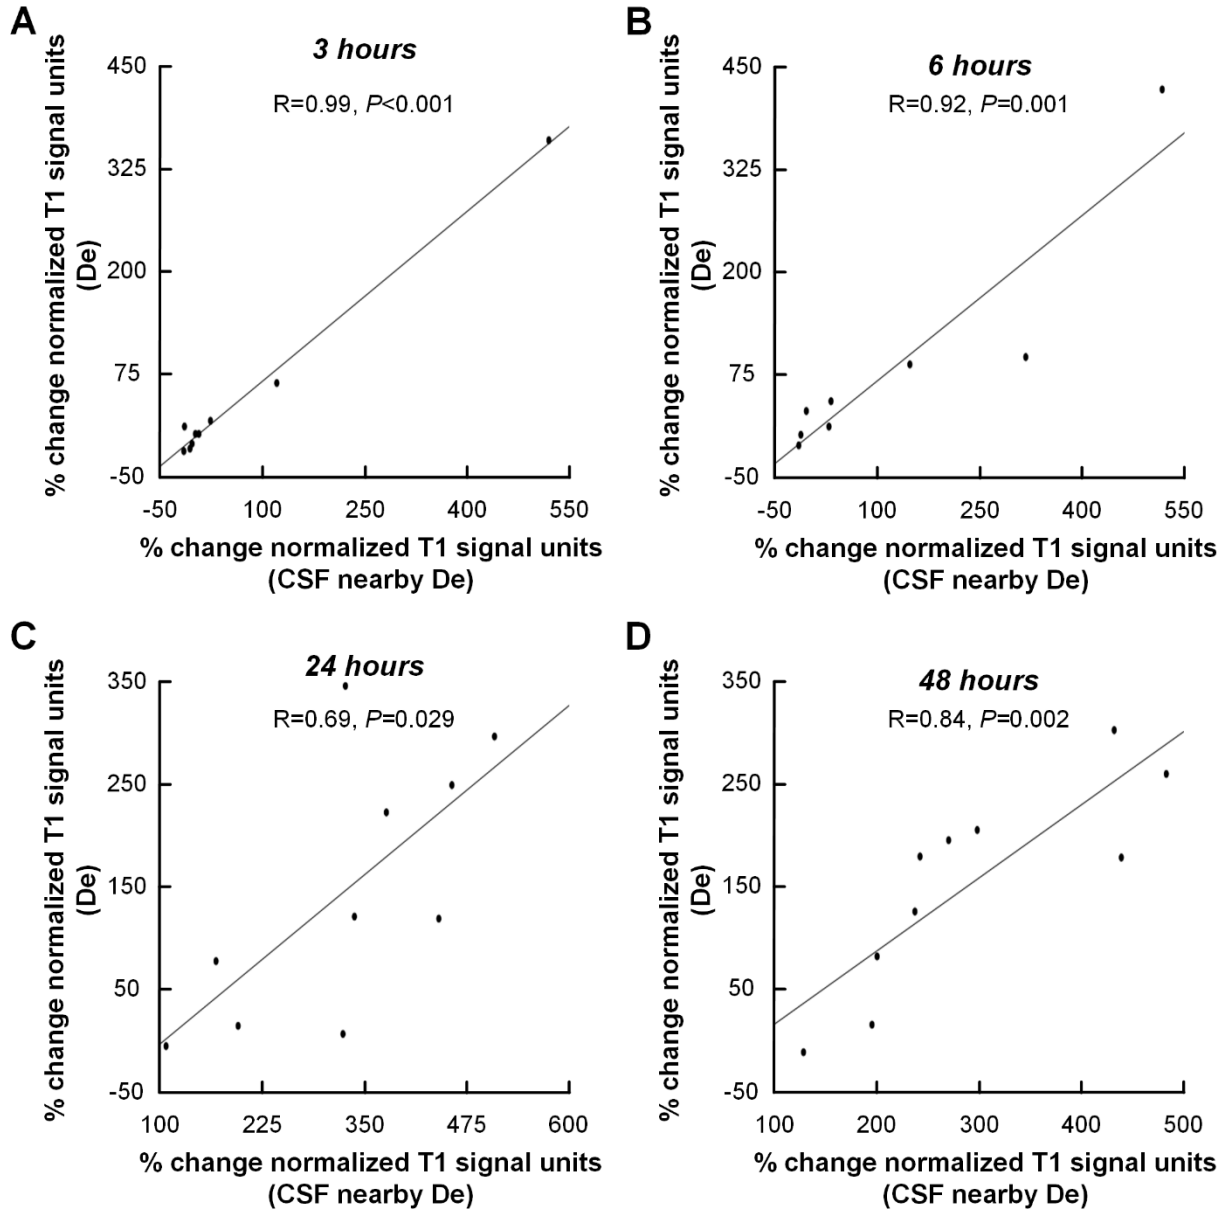 A
3 hours
R=0.99, P<0.001
% change normalized T1 signal units
(De)
450
325
200
75
-50
-50 100 250 400 550
% change normalized T1 signal units
(CSF nearby De)
B
6 hours
R=0.92, P=0.001
% change normalized T1 signal units
(De)
450
325
200
75
-50
-50 100 250 400 550
% change normalized T1 signal units
(CSF nearby De)
C
24 hours
R=0.69, P=0.029
% change normalized T1 signal units
(De)
350
250
150
50
-50
100 225 350 475 600
% change normalized T1 signal units
(CSF nearby De)
D
48 hours
R=0.84, P=0.002
% change normalized T1 signal units
(De)
350
250
150
50
-50
100 200 300 400 500
% change normalized T1 signal units
(CSF nearby De)